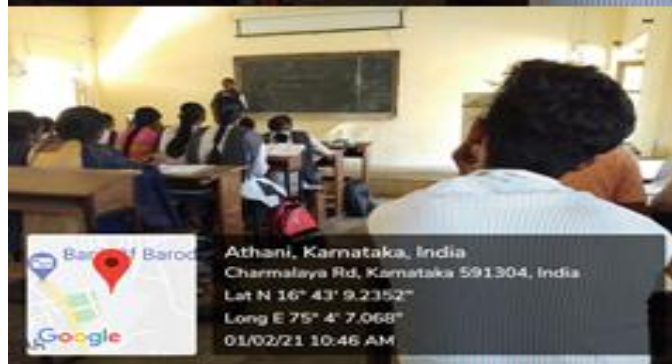 Athani, Karnataka, India
Charmalaya Rd, Karnataka 591304, India
Lat N 16° 43' 9.2352"
Long E 75° 4' 7.068"
01/02/21 10:46 AM
Baroda
Google